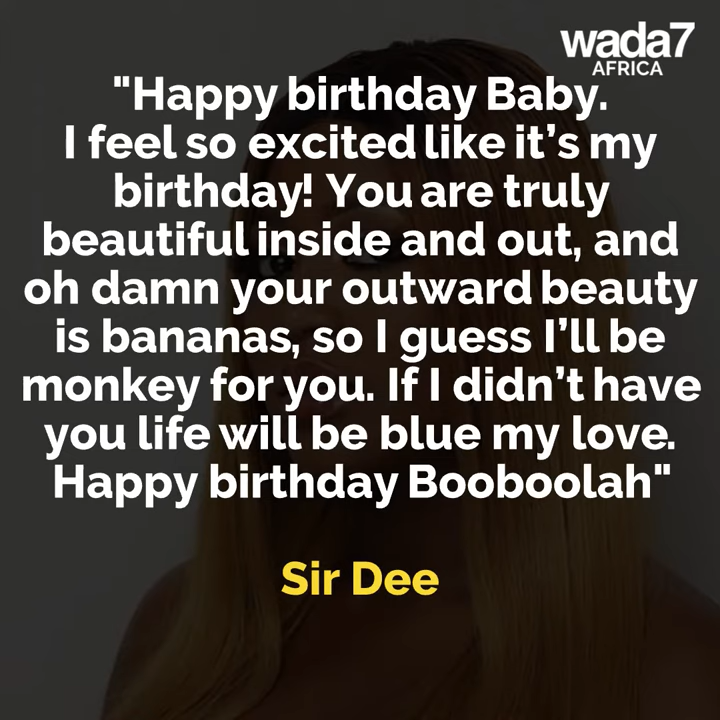 wada7
AFRICA
"Happy birthday Baby.
I feel so excited like it’s my
birthday! You are truly
beautiful inside and out, and
oh damn your outward beauty
is bananas, so I guess I’ll be
monkey for you. If I didn’t have
you life will be blue my love.
Happy birthday Booboolah"
Sir Dee